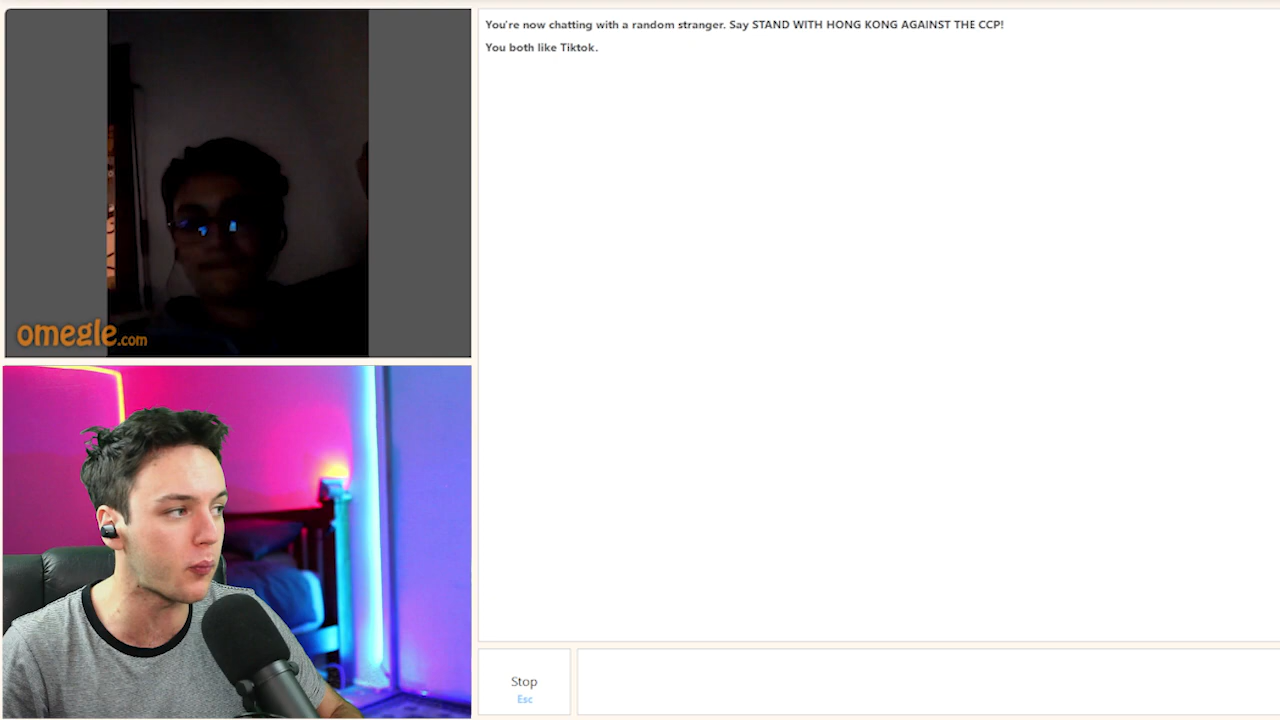 You're now chatting with a random stranger. Say STAND WITH HONG KONG AGAINST THE CCP!
You both like Tiktok.
omegle.com
Stop
Esc